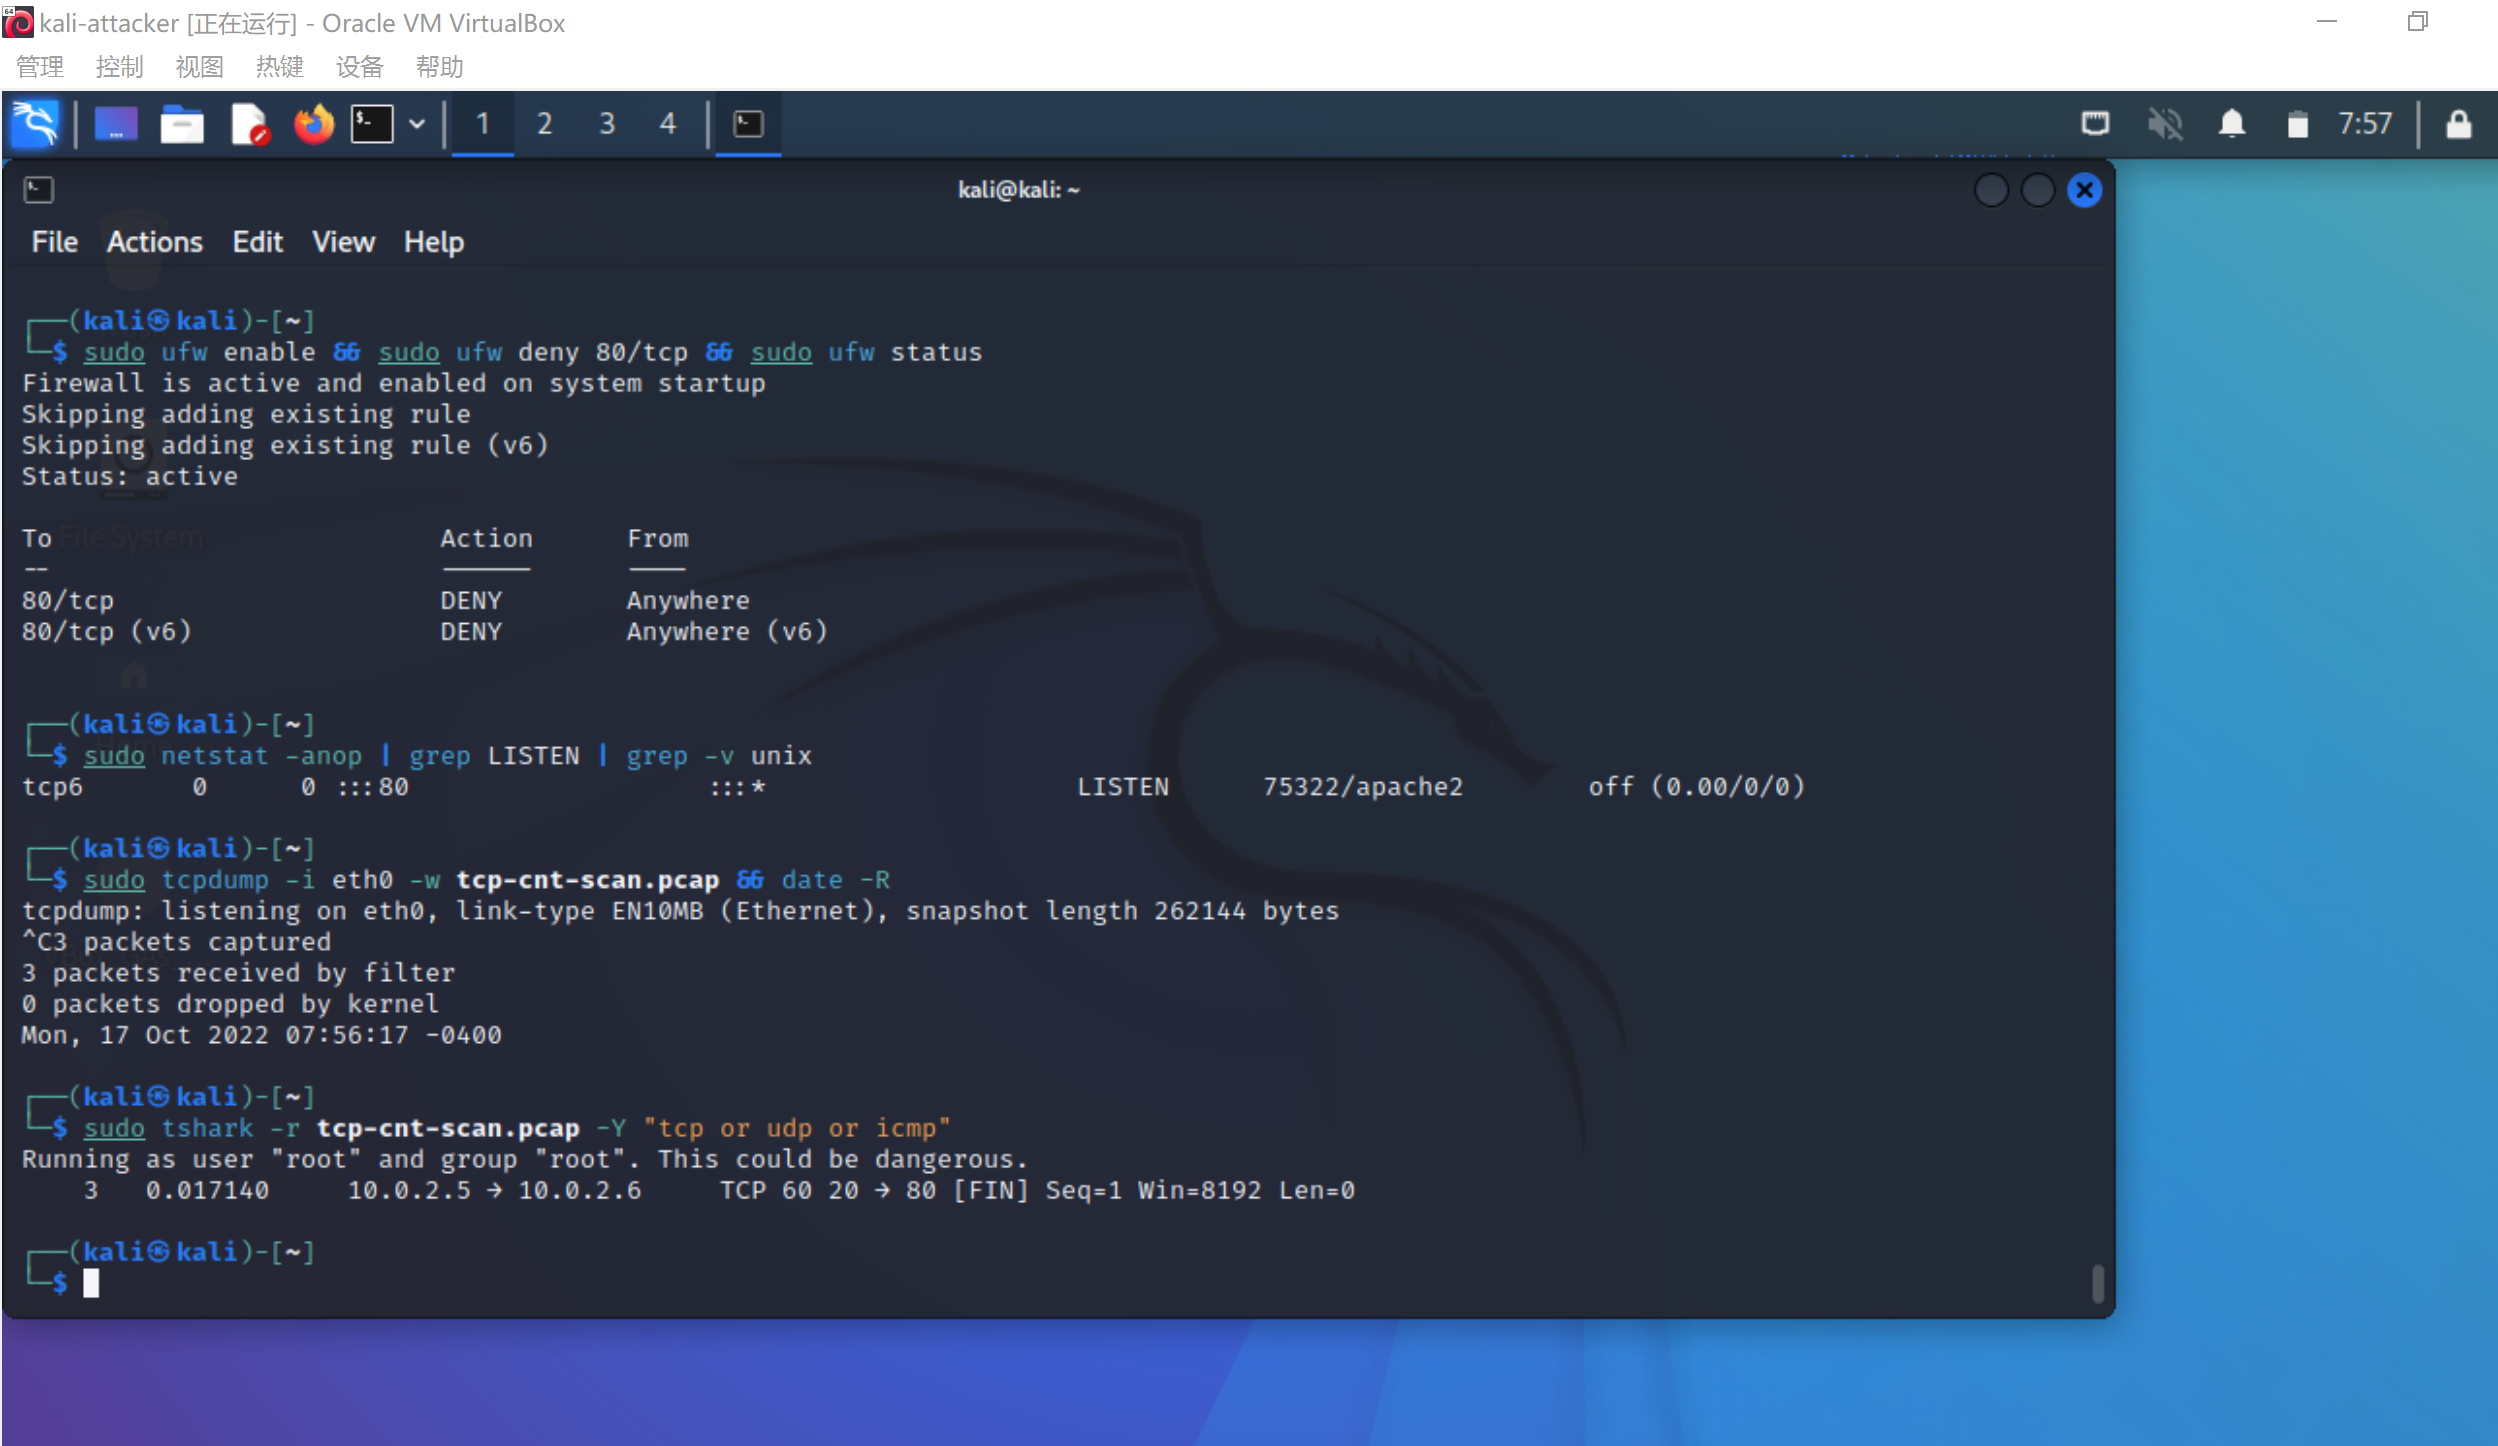 64
kali-attacker [正在运行] - Oracle VM VirtualBox
管理 控制 视图 热键 设备 帮助
$- 1 2 3 4 7:57
kali@kali: ~
File Actions Edit View Help
┌──(kali㉿kali)-[~]
└─$ sudo ufw enable && sudo ufw deny 80/tcp && sudo ufw status
Firewall is active and enabled on system startup
Skipping adding existing rule
Skipping adding existing rule (v6)
Status: active
To Action From
-- ------ ----
File System
80/tcp DENY Anywhere
80/tcp (v6) DENY Anywhere (v6)
┌──(kali㉿kali)-[~]
└─$ sudo netstat -anop | grep LISTEN | grep -v unix
tcp6 0 0 :::80 :::* LISTEN 75322/apache2 off (0.00/0/0)
┌──(kali㉿kali)-[~]
└─$ sudo tcpdump -i eth0 -w tcp-cnt-scan.pcap && date -R
tcpdump: listening on eth0, link-type EN10MB (Ethernet), snapshot length 262144 bytes
^C3 packets captured
3 packets received by filter
0 packets dropped by kernel
Mon, 17 Oct 2022 07:56:17 -0400
┌──(kali㉿kali)-[~]
└─$ sudo tshark -r tcp-cnt-scan.pcap -Y "tcp or udp or icmp"
Running as user "root" and group "root". This could be dangerous.
3 0.017140 10.0.2.5 → 10.0.2.6 TCP 60 20 → 80 [FIN] Seq=1 Win=8192 Len=0
┌──(kali㉿kali)-[~]
└─$